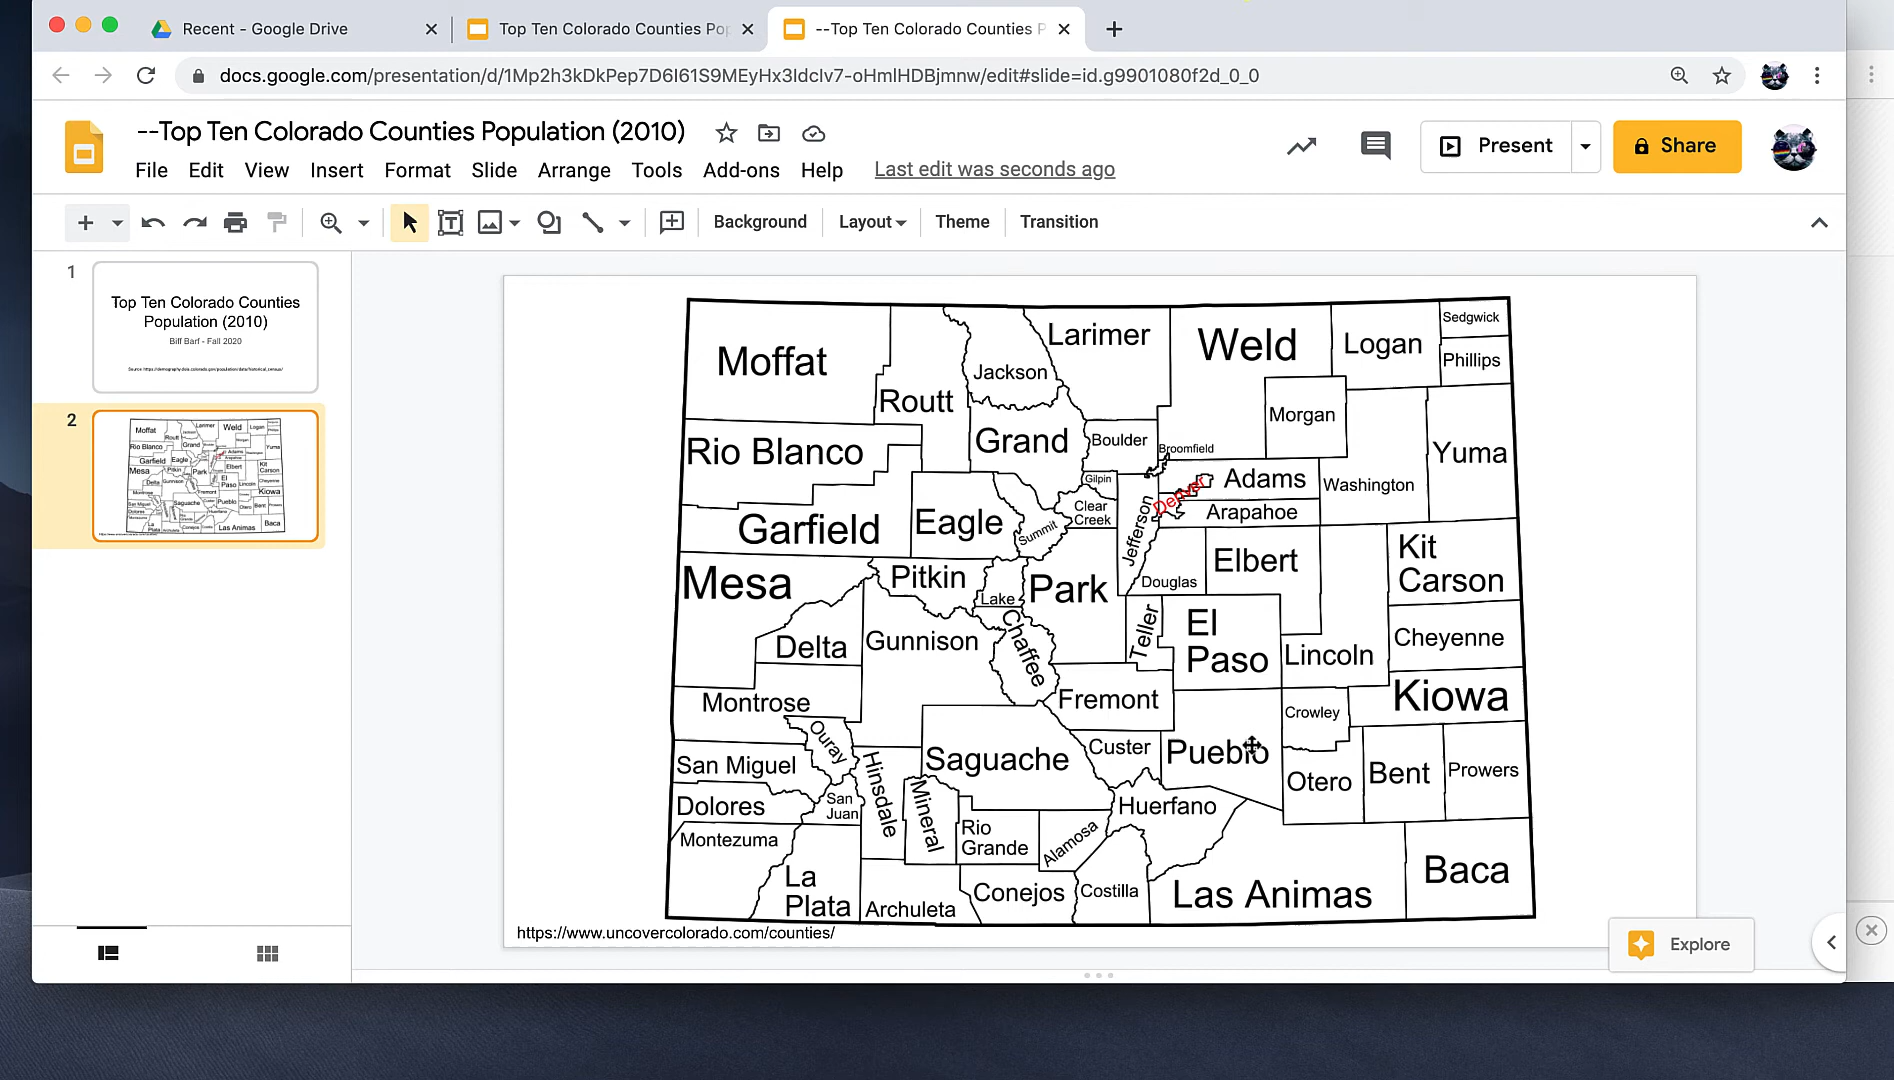 Recent - Google Drive
Top Ten Colorado Counties Pop
--Top Ten Colorado Counties P
docs.google.com/presentation/d/1Mp2h3kDkPep7D6I61S9MEyHx3IdcIv7-oHmlHDBjmnw/edit#slide=id.g9901080f2d_0_0
--Top Ten Colorado Counties Population (2010)
File Edit View Insert Format Slide Arrange Tools Add-ons Help Last edit was seconds ago
Present
Share
Background Layout Theme Transition
1
Top Ten Colorado Counties
Population (2010)
Biff Barf - Fall 2020
2
Moffat
Routt
Jackson
Larimer
Weld
Logan
Sedgwick
Phillips
Morgan
Rio Blanco
Grand
Boulder
Broomfield
Yuma
Gilpin
Adams
Washington
Denver
Garfield
Eagle
Summit
Clear
Creek
Jefferson
Arapahoe
Kit
Carson
Mesa
Pitkin
Lake
Park
Douglas
Elbert
Delta
Gunnison
Chaffee
Teller
El
Paso
Lincoln
Cheyenne
Montrose
Fremont
Crowley
Kiowa
Ouray
San Miguel
Hinsdale
Saguache
Custer
Pueblo
Otero
Bent
Prowers
Dolores
San
Juan
Mineral
Rio
Grande
Alamosa
Huerfano
Montezuma
La
Plata
Archuleta
Conejos
Costilla
Las Animas
Baca
https://www.uncovercolorado.com/counties/
Explore